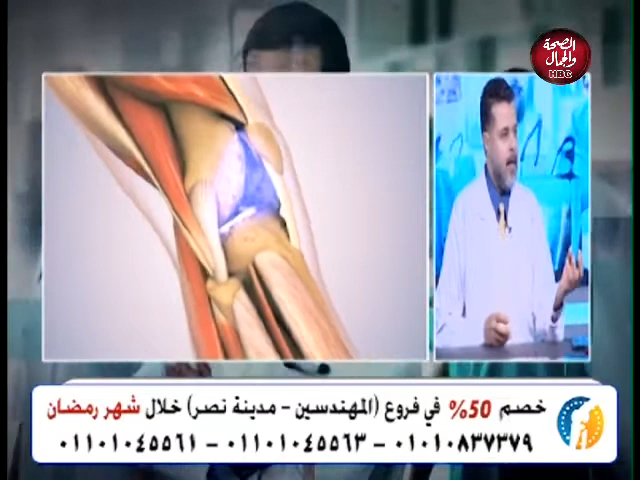 الصحة
والجمال
HBC
خصم 50% في فروع (المهندسين - مدينة نصر) خلال شهر رمضان
٠١١٠١٠٤٥٥٦١ - ٠١١٠١٠٤٥٥٦٣ - ٠١٠١٠٨٣٧٣٧٩